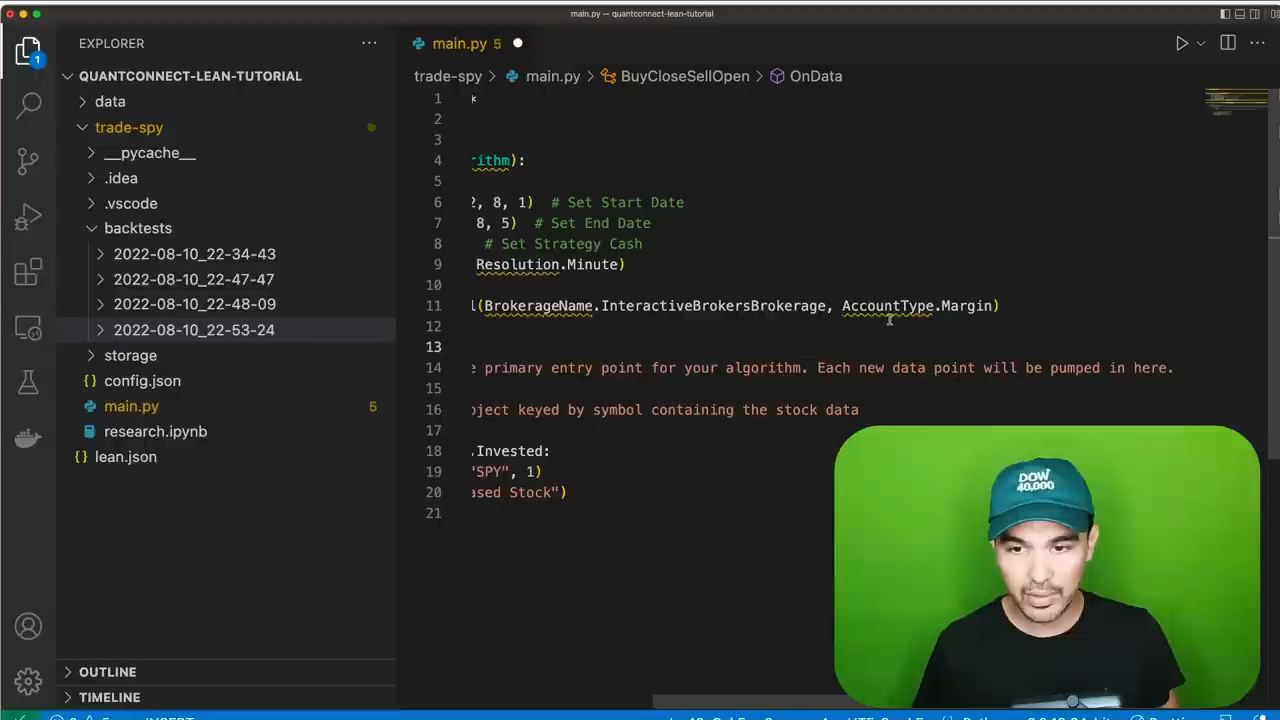 main.py — quantconnect-lean-tutorial
EXPLORER
main.py 5
1
QUANTCONNECT-LEAN-TUTORIAL
trade-spy > main.py > BuyCloseSellOpen > OnData
data
trade-spy
__pycache__
.idea
.vscode
backtests
2022-08-10_22-34-43
2022-08-10_22-47-47
2022-08-10_22-48-09
2022-08-10_22-53-24
storage
config.json
main.py 5
research.ipynb
lean.json
OUTLINE
TIMELINE
1 *
2
3
4 rithm):
5
6 2, 8, 1) # Set Start Date
7 8, 5) # Set End Date
8 # Set Strategy Cash
9 Resolution.Minute)
10
11 l(BrokerageName.InteractiveBrokersBrokerage, AccountType.Margin)
12
13
14 e primary entry point for your algorithm. Each new data point will be pumped in here.
15
16 oject keyed by symbol containing the stock data
17
18 .Invested:
19 "SPY", 1)
20 ased Stock")
21
DOW
40,000